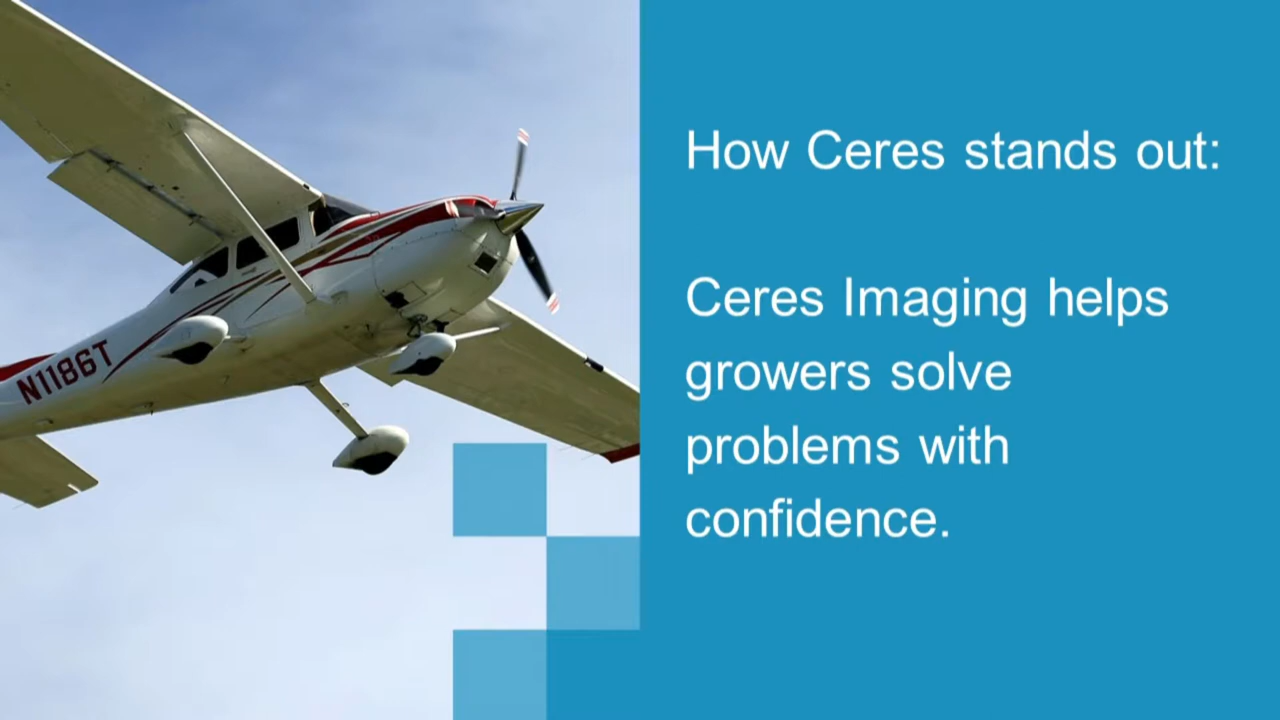 N1186T
How Ceres stands out:
Ceres Imaging helps
growers solve
problems with
confidence.